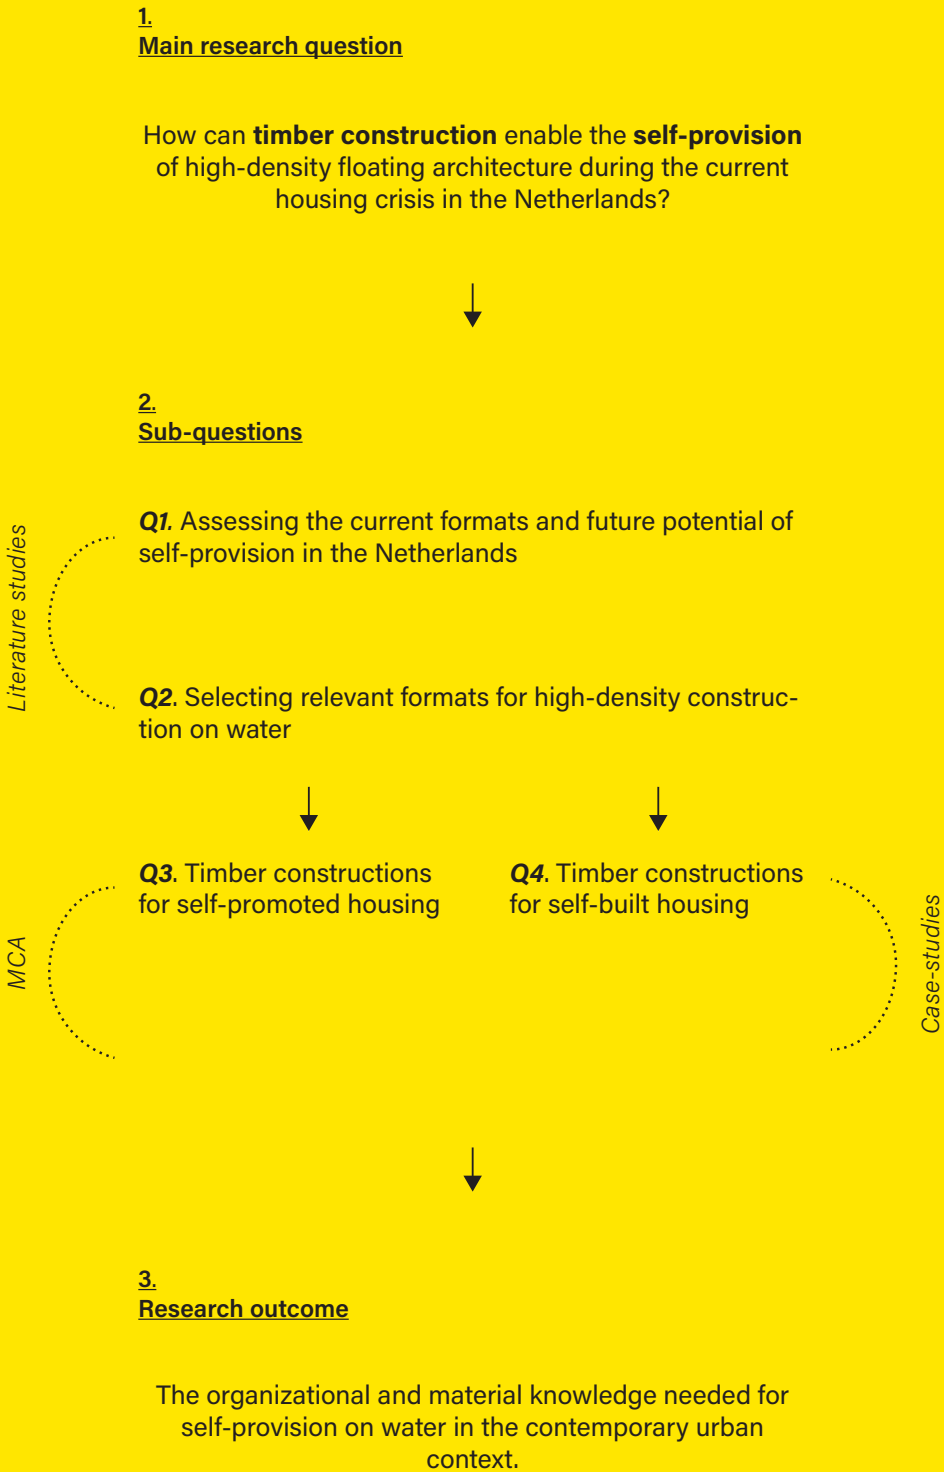 1.
Main research question
How can timber construction enable the self-provision
of high-density floating architecture during the current
housing crisis in the Netherlands?
2.
Sub-questions
Literature studies
Q1. Assessing the current formats and future potential of
self-provision in the Netherlands
Q2. Selecting relevant formats for high-density construc-
tion on water
MCA
Q3. Timber constructions
for self-promoted housing
Q4. Timber constructions
for self-built housing
Case-studies
3.
Research outcome
The organizational and material knowledge needed for
self-provision on water in the contemporary urban
context.